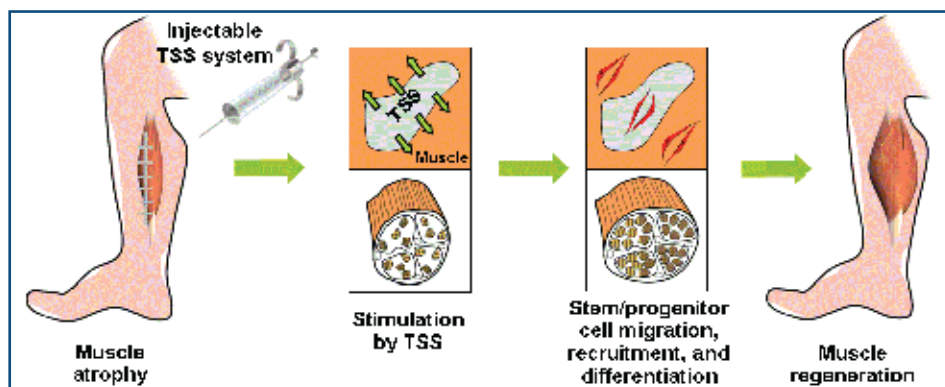 Injectable
TSS system
TSS
Muscle
Muscle
atrophy
Stimulation
by TSS
Stem/progenitor
cell migration,
recruitment, and
differentiation
Muscle
regeneration